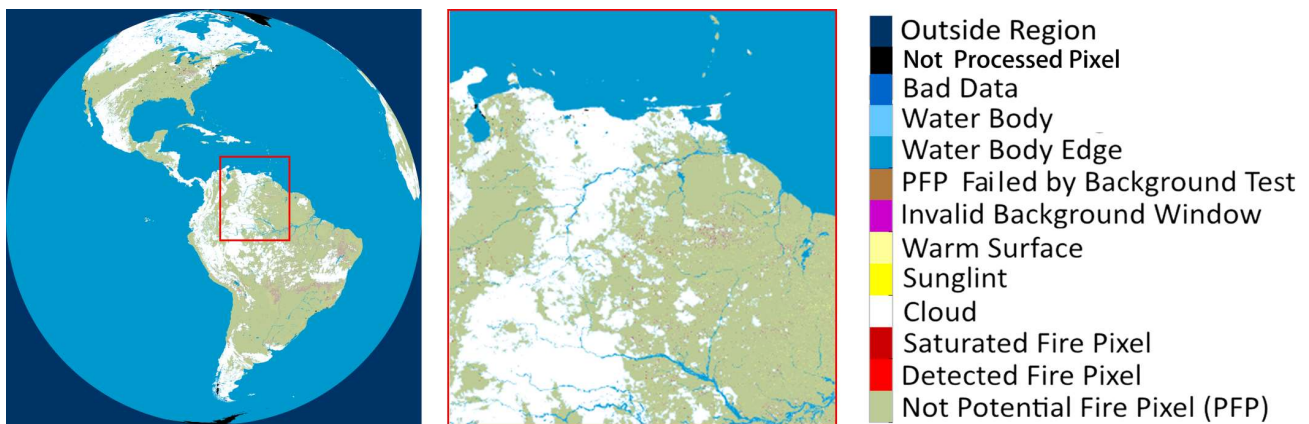 Outside Region
Not Processed Pixel
Bad Data
Water Body
Water Body Edge
PFP Failed by Background Test
Invalid Background Window
Warm Surface
Sunglint
Cloud
Saturated Fire Pixel
Detected Fire Pixel
Not Potential Fire Pixel (PFP)